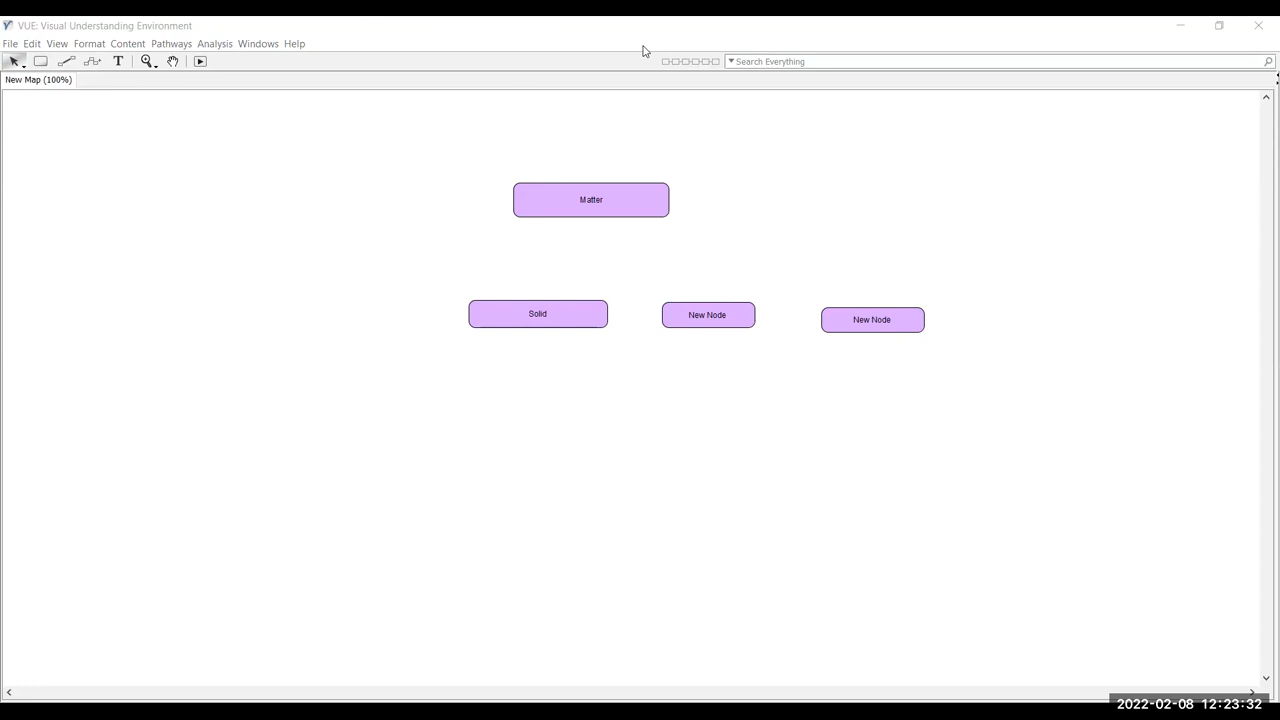 VUE: Visual Understanding Environment
File Edit View Format Content Pathways Analysis Windows Help
T Search Everything
New Map (100%)
Matter
Solid New Node New Node
2022-02-08 12:23:32